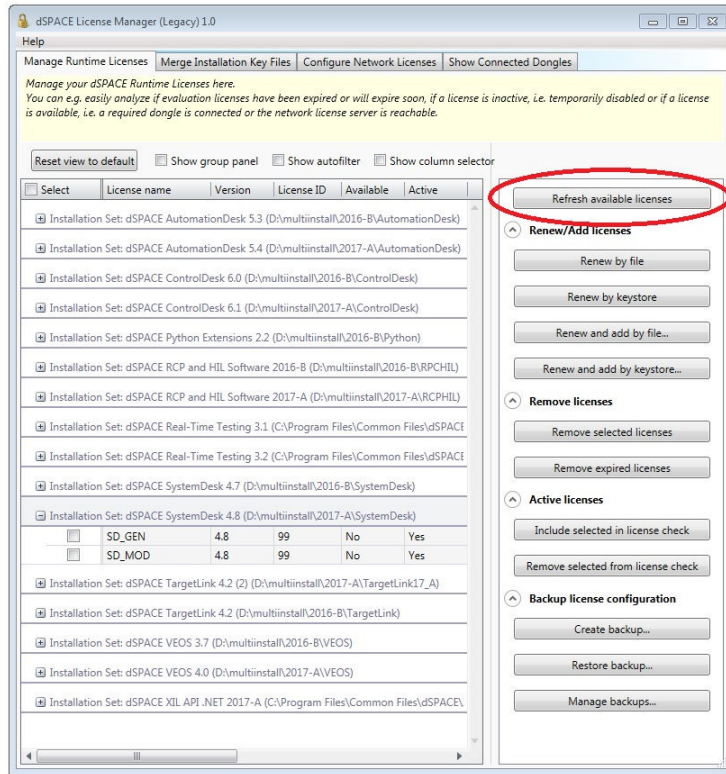 dSPACE License Manager (Legacy) 1.0
Help
Manage Runtime Licenses
Merge Installation Key Files
Configure Network Licenses
Show Connected Dongles
Manage your dSPACE Runtime Licenses here.
You can e.g. easily analyze if evaluation licenses have been expired or will expire soon, if a license is inactive, i.e. temporarily disabled or if a license
is available, i.e. a required dongle is connected or the network license server is reachable.
Reset view to default
Show group panel
Show autofilter
Show column selector
Select License name Version License ID Available Active
Installation Set: dSPACE AutomationDesk 5.3 (D:\multiinstall\2016-B\AutomationDesk)
Installation Set: dSPACE AutomationDesk 5.4 (D:\multiinstall\2017-A\AutomationDesk)
Installation Set: dSPACE ControlDesk 6.0 (D:\multiinstall\2016-B\ControlDesk)
Installation Set: dSPACE ControlDesk 6.1 (D:\multiinstall\2017-A\ControlDesk)
Installation Set: dSPACE Python Extensions 2.2 (D:\multiinstall\2016-B\Python)
Installation Set: dSPACE RCP and HIL Software 2016-B (D:\multiinstall\2016-B\RPCHIL)
Installation Set: dSPACE RCP and HIL Software 2017-A (D:\multiinstall\2017-A\RCPHIL)
Installation Set: dSPACE Real-Time Testing 3.1 (C:\Program Files\Common Files\dSPACE
Installation Set: dSPACE Real-Time Testing 3.2 (C:\Program Files\Common Files\dSPACE
Installation Set: dSPACE SystemDesk 4.7 (D:\multiinstall\2016-B\SystemDesk)
Installation Set: dSPACE SystemDesk 4.8 (D:\multiinstall\2017-A\SystemDesk)
SD_GEN 4.8 99 No Yes
SD_MOD 4.8 99 No Yes
Installation Set: dSPACE TargetLink 4.2 (2) (D:\multiinstall\2017-A\TargetLink17_A)
Installation Set: dSPACE TargetLink 4.2 (D:\multiinstall\2016-B\TargetLink)
Installation Set: dSPACE VEOS 3.7 (D:\multiinstall\2016-B\VEOS)
Installation Set: dSPACE VEOS 4.0 (D:\multiinstall\2017-A\VEOS)
Installation Set: dSPACE XIL API .NET 2017-A (C:\Program Files\Common Files\dSPACE\
Refresh available licenses
Renew/Add licenses
Renew by file
Renew by keystore
Renew and add by file...
Renew and add by keystore...
Remove licenses
Remove selected licenses
Remove expired licenses
Active licenses
Include selected in license check
Remove selected from license check
Backup license configuration
Create backup...
Restore backup...
Manage backups...